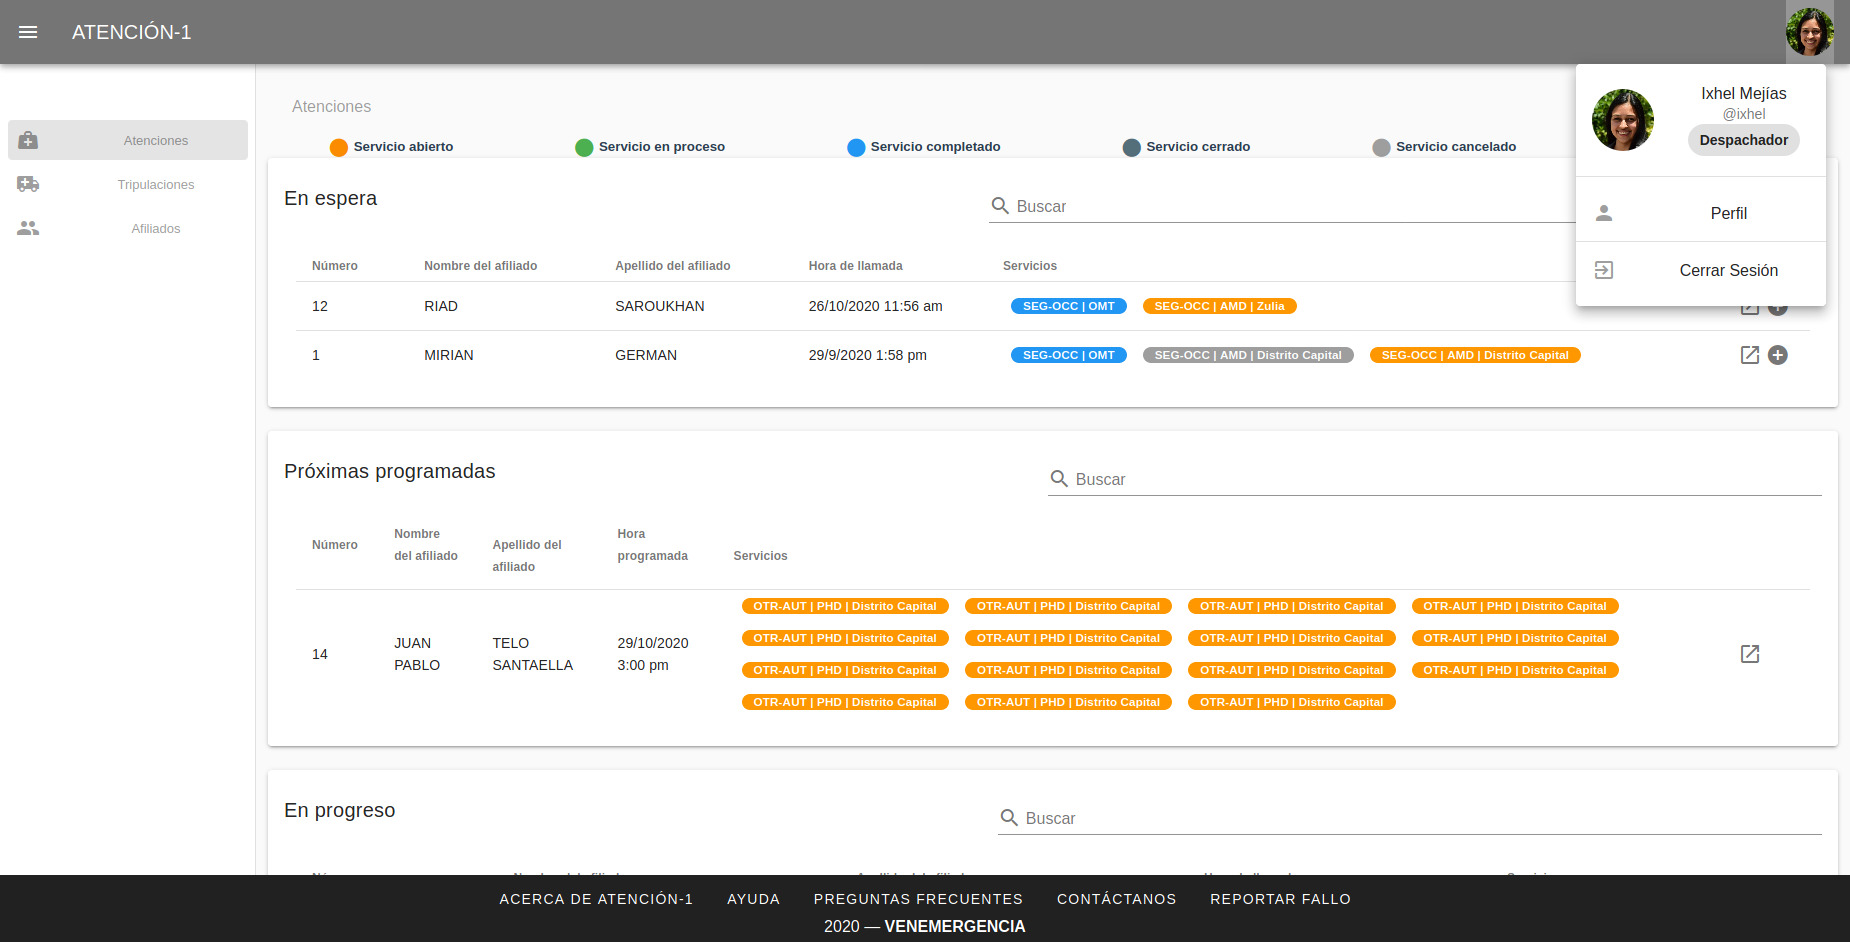 ATENCIÓN-1
Ixhel Mejías
@ixhel
Despachador
Perfil
Cerrar Sesión
Atenciones
Tripulaciones
Afiliados
Atenciones
Servicio abierto Servicio en proceso Servicio completado Servicio cerrado Servicio cancelado
En espera
Buscar
Número Nombre del afiliado Apellido del afiliado Hora de llamada Servicios
12 RIAD SAROUKHAN 26/10/2020 11:56 am SEG-OCC | OMT SEG-OCC | AMD | Zulia
1 MIRIAN GERMAN 29/9/2020 1:58 pm SEG-OCC | OMT SEG-OCC | AMD | Distrito Capital SEG-OCC | AMD | Distrito Capital
Próximas programadas
Buscar
Número
Nombre
del afiliado
Apellido del
afiliado
Hora
programada
Servicios
14
JUAN
PABLO
TELO
SANTAELLA
29/10/2020
3:00 pm
OTR-AUT | PHD | Distrito Capital OTR-AUT | PHD | Distrito Capital OTR-AUT | PHD | Distrito Capital OTR-AUT | PHD | Distrito Capital
OTR-AUT | PHD | Distrito Capital OTR-AUT | PHD | Distrito Capital OTR-AUT | PHD | Distrito Capital OTR-AUT | PHD | Distrito Capital
OTR-AUT | PHD | Distrito Capital OTR-AUT | PHD | Distrito Capital OTR-AUT | PHD | Distrito Capital OTR-AUT | PHD | Distrito Capital
OTR-AUT | PHD | Distrito Capital OTR-AUT | PHD | Distrito Capital OTR-AUT | PHD | Distrito Capital
En progreso
Buscar
ACERCA DE ATENCIÓN-1 AYUDA PREGUNTAS FRECUENTES CONTÁCTANOS REPORTAR FALLO
2020 — VENEMERGENCIA